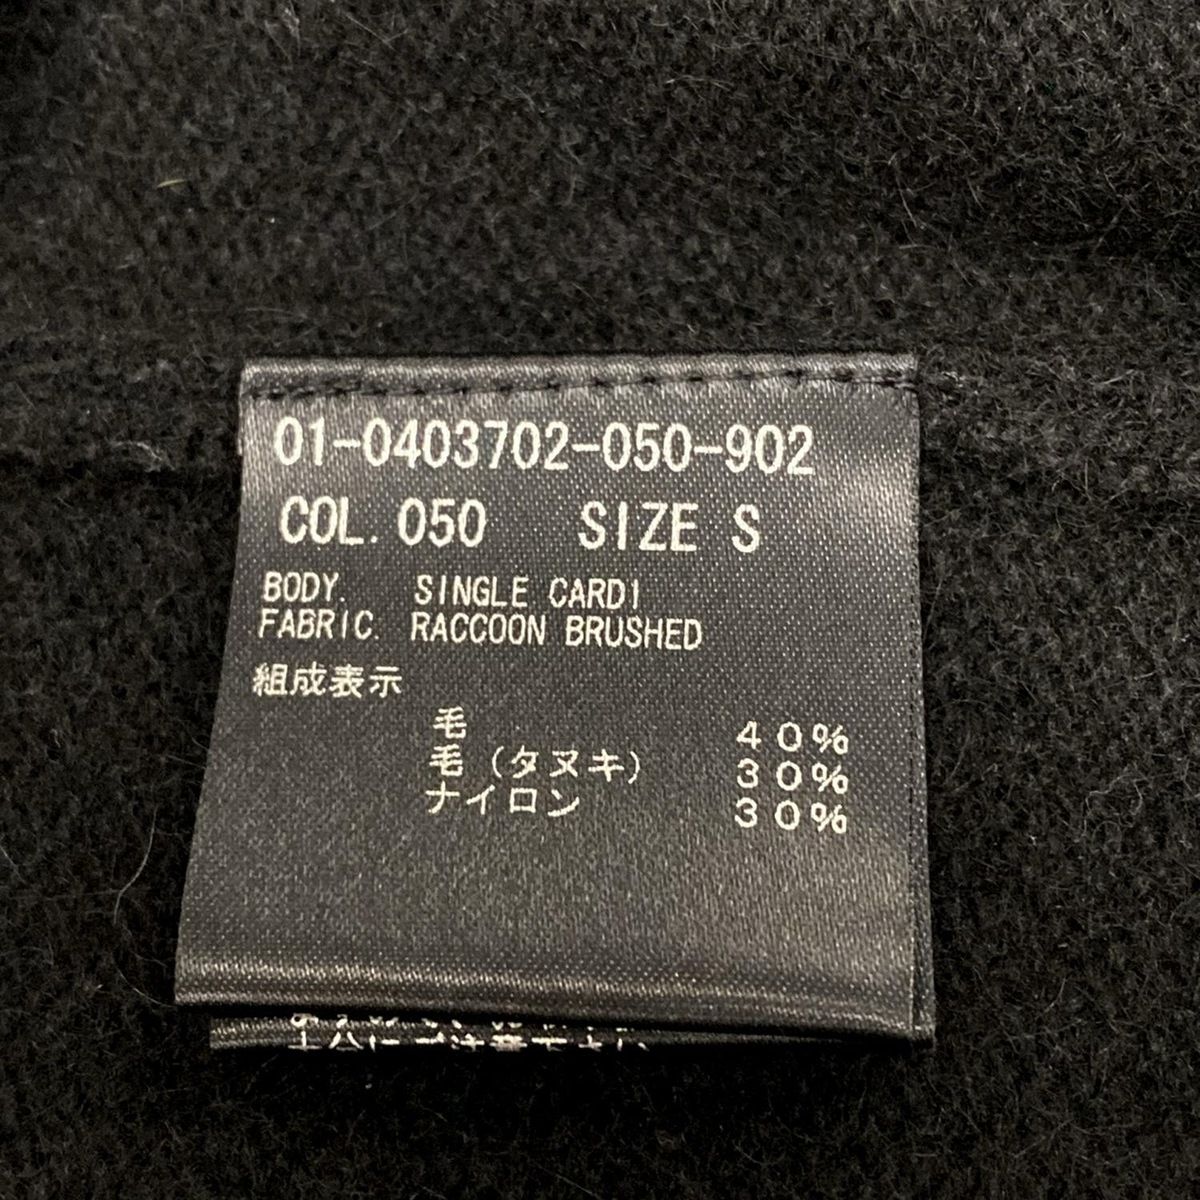 01-0403702-050-902
COL. 050 SIZE S
BODY. SINGLE CARDI
FABRIC. RACCOON BRUSHED
組成表示
毛 40%
毛(タヌキ) 30%
ナイロン 30%